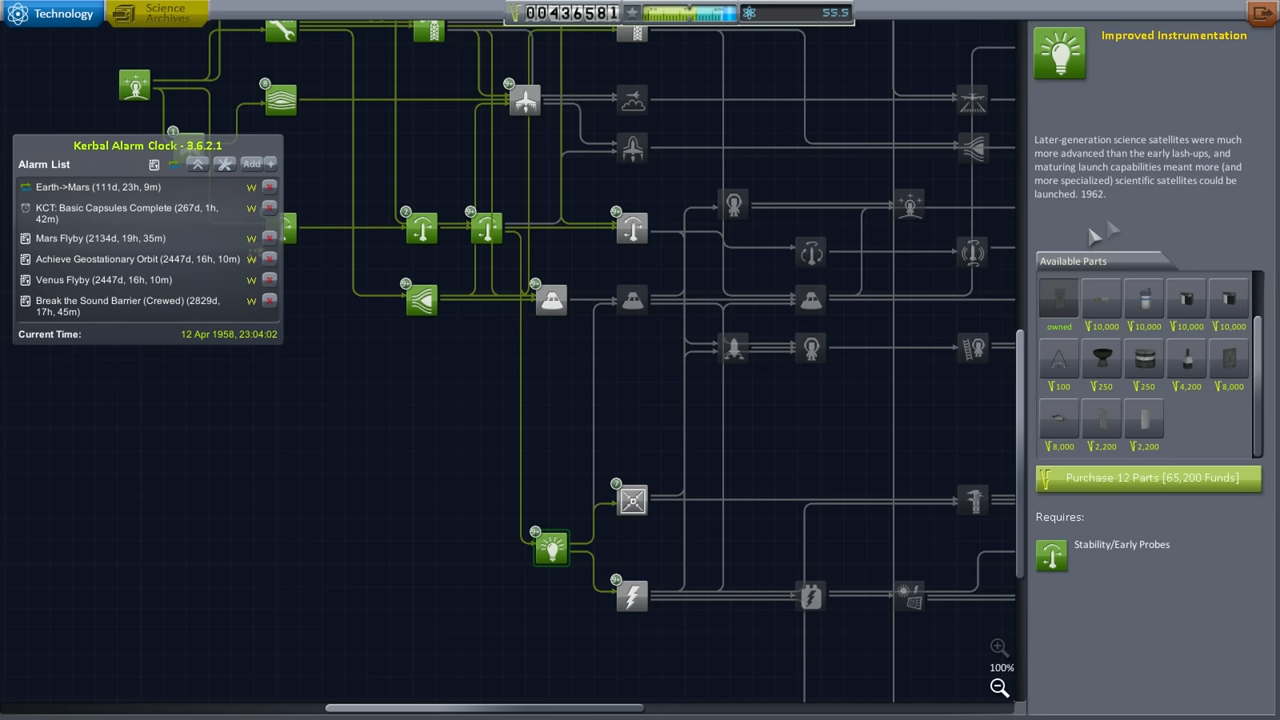 Technology
Science
Archives
00436581
55.5
Improved Instrumentation
Later-generation science satellites were much
more advanced than the early lash-ups, and
maturing launch capabilities meant more (and
more specialized) scientific satellites could be
launched. 1962.
Kerbal Alarm Clock - 3.6.2.1
Alarm List
Add +
Earth->Mars (111d, 23h, 9m)
KCT: Basic Capsules Complete (267d, 1h,
42m)
Mars Flyby (2134d, 19h, 35m)
Achieve Geostationary Orbit (2447d, 16h, 10m)
Venus Flyby (2447d, 16h, 10m)
Break the Sound Barrier (Crewed) (2829d,
17h, 45m)
Current Time: 12 Apr 1958, 23:04:02
Available Parts
owned 10,000 10,000 10,000 10,000
100 250 250 4,200 8,000
8,000 2,200 2,200
Purchase 12 Parts [65,200 Funds]
Requires:
Stability/Early Probes
100%